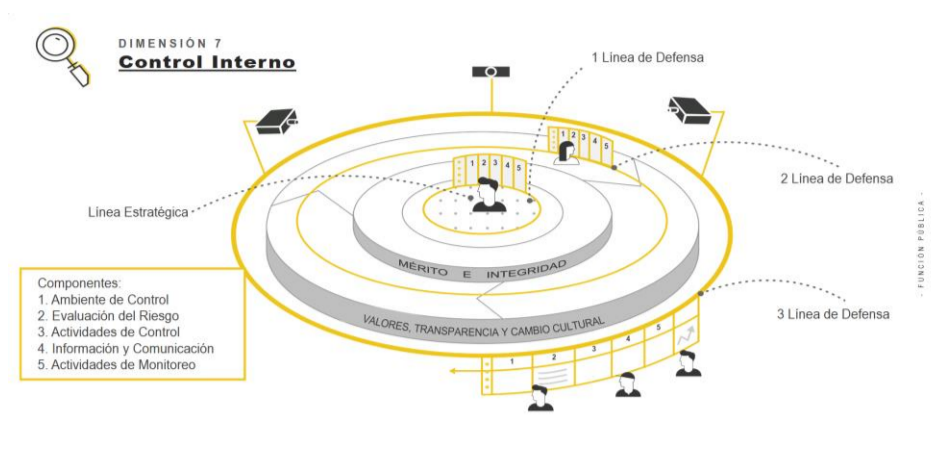 DIMENSIÓN 7
Control Interno
1 Línea de Defensa
1 2 3 4 5
1 2 3 4 5
2 Línea de Defensa
Línea Estratégica
- FUNCIÓN PÚBLICA -
MÉRITO E INTEGRIDAD
Componentes:
1. Ambiente de Control
2. Evaluación del Riesgo
3. Actividades de Control
4. Información y Comunicación
5. Actividades de Monitoreo
VALORES, TRANSPARENCIA Y CAMBIO CULTURAL
3 Línea de Defensa
1 2 3 4 5